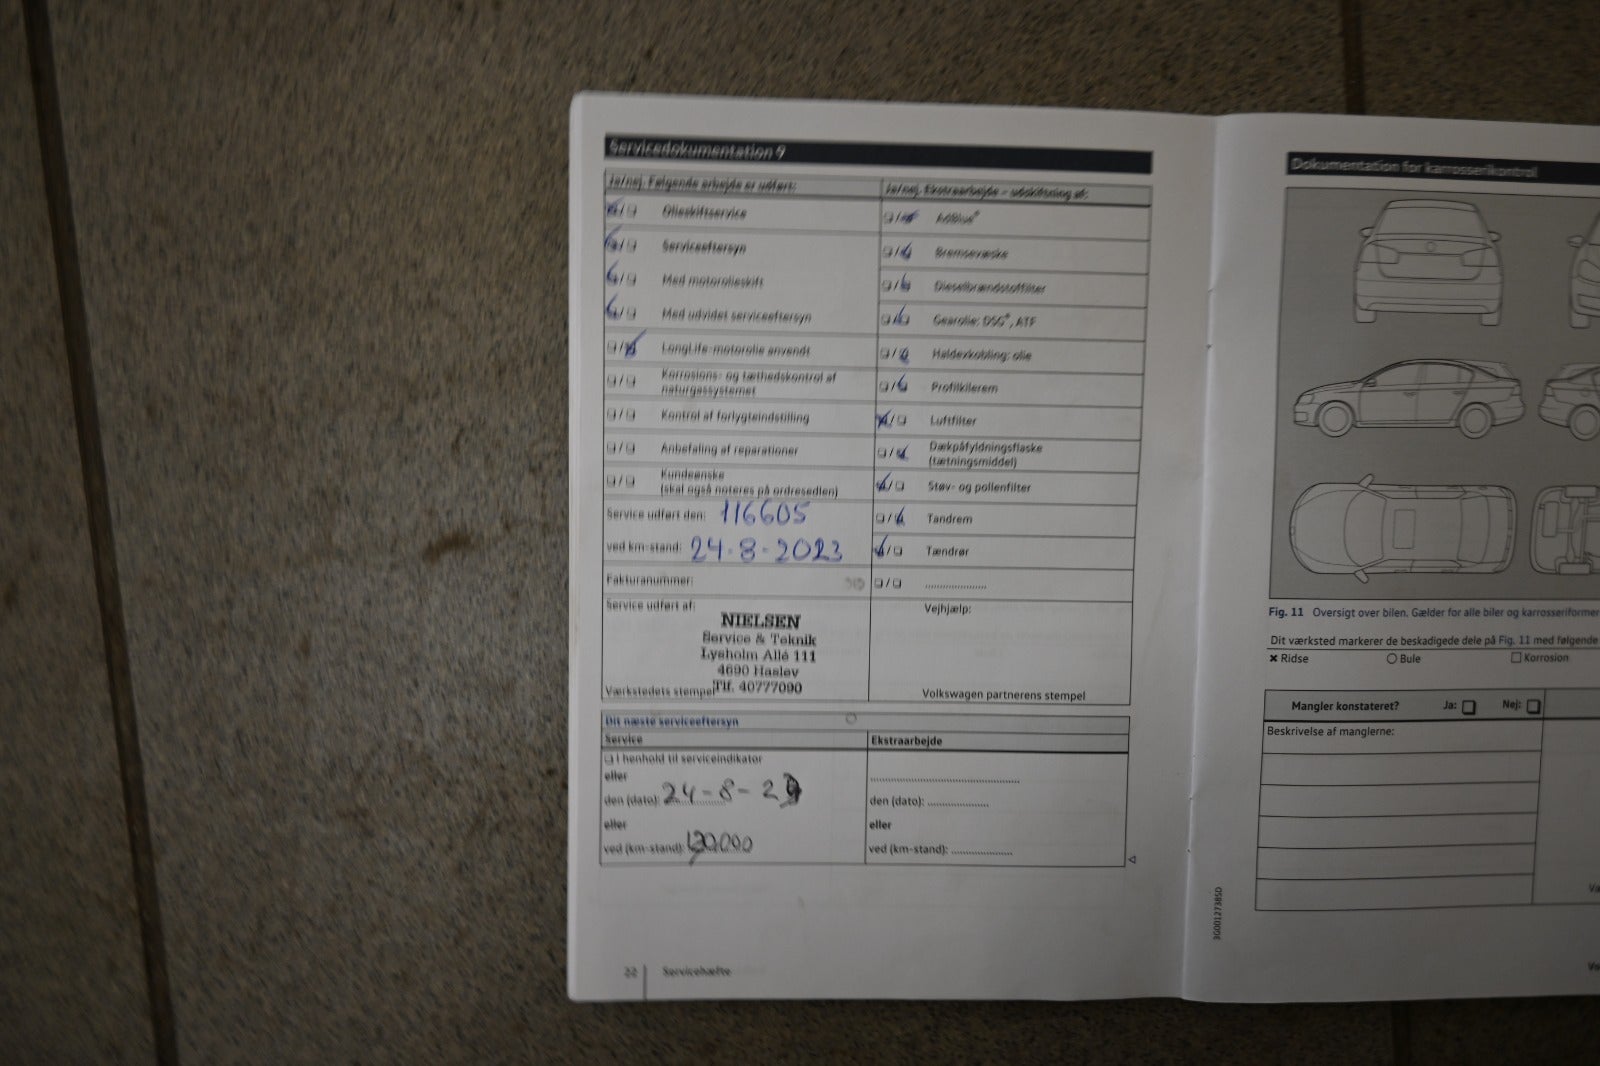 Servicedokumentation 9
Ja/nej. Følgende arbejde er udført:
Olieskiftservice
Serviceeftersyn
Med motorolieskift
Med udvidet serviceeftersyn
LongLife-motorolie anvendt
Korrosions- og tæthedskontrol af
naturgassystemet
Kontrol af forlygteindstilling
Anbefaling af reparationer
Kundeønske
(skal også noteres på ordresedlen)
Service udført den: 116605
ved km-stand: 24-8-2023
Fakturanummer:
Service udført af:
NIELSEN
Service & Teknik
Lysholm Allé 111
4690 Haslev
Tlf. 40777090
Værkstedets stempel
Ja/nej. Ekstraarbejde – udskiftning af:
AdBlue®
Bremsevæske
Dieselbrændstoffilter
Gearolie: DSG®, ATF
Haldexkobling: olie
Profilkilerem
Luftfilter
Dækpåfyldningsflaske
(tætningsmiddel)
Støv- og pollenfilter
Tandrem
Tændrør
....................
Vejhjælp:
Volkswagen partnerens stempel
Dit næste serviceeftersyn
Service
I henhold til serviceindikator
eller
den (dato): 24-8-2
eller
ved (km-stand):
Ekstraarbejde
den (dato): ....................
eller
ved (km-stand): ....................
22 Servicehæfte
Dokumentation for karrosserikontrol
Fig. 11 Oversigt over bilen. Gælder for alle biler og karrosseriformer
Dit værksted markerer de beskadigede dele på Fig. 11 med følgende
✖ Ridse ○ Bule □ Korrosion
Mangler konstateret? Ja: ❑ Nej: ❑
Beskrivelse af manglerne:
3G0012738SD